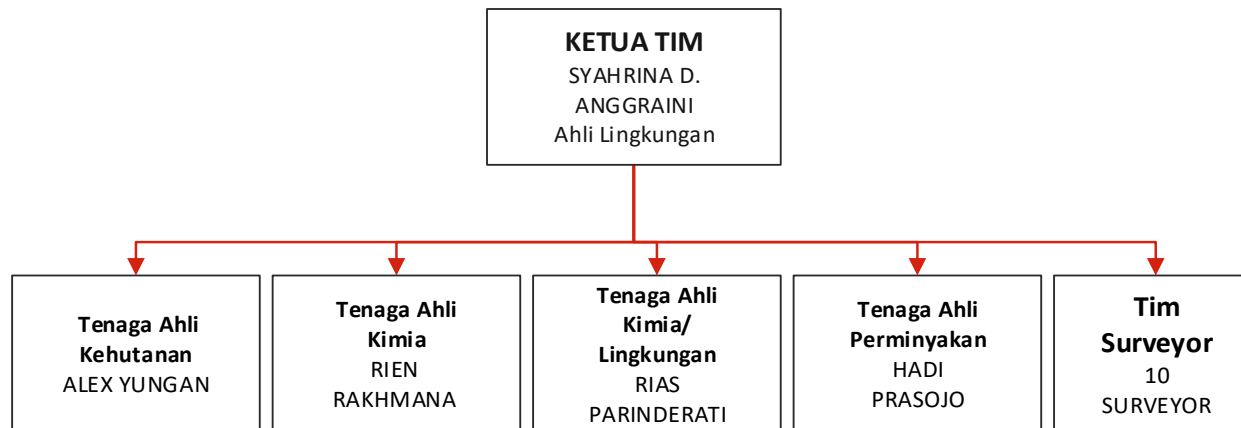 KETUA TIM
SYAHRINA D.
ANGGRAINI
Ahli Lingkungan
Tenaga Ahli
Kehutanan
ALEX YUNGAN
Tenaga Ahli
Kimia
RIEN
RAKHMANA
Tenaga Ahli
Kimia/
Lingkungan
RIAS
PARINDERATI
Tenaga Ahli
Perminyakan
HADI
PRASOJO
Tim
Surveyor
10
SURVEYOR